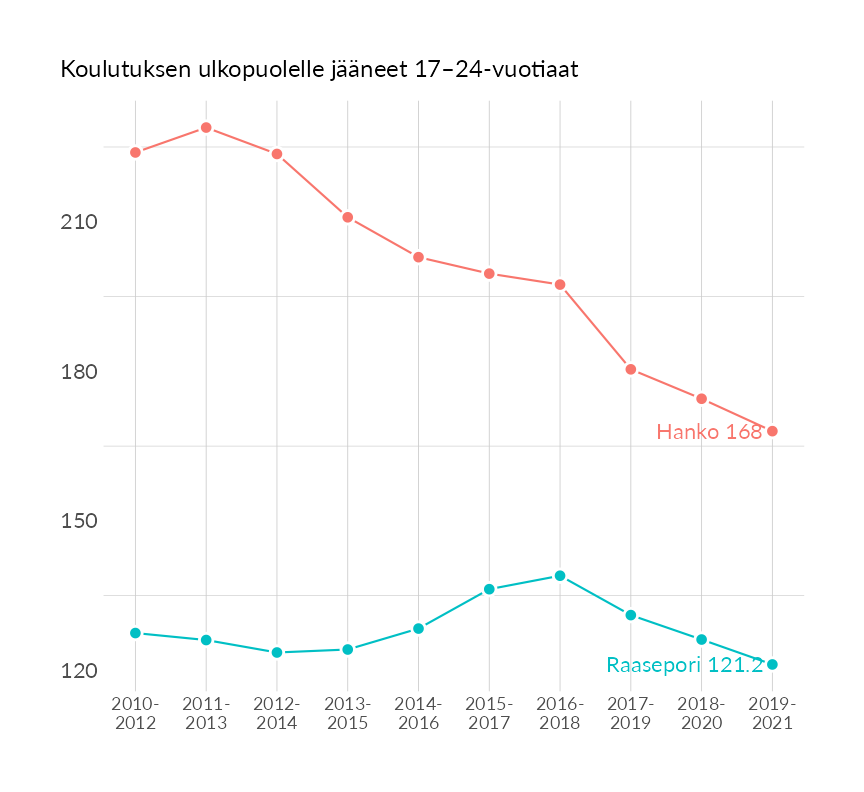 Koulutuksen ulkopuolelle jääneet 17–24-vuotiaat
210
180
Hanko 168
150
Raasepori 121.2
120
2010- 2011- 2012- 2013- 2014- 2015- 2016- 2017- 2018- 2019-
2012 2013 2014 2015 2016 2017 2018 2019 2020 2021